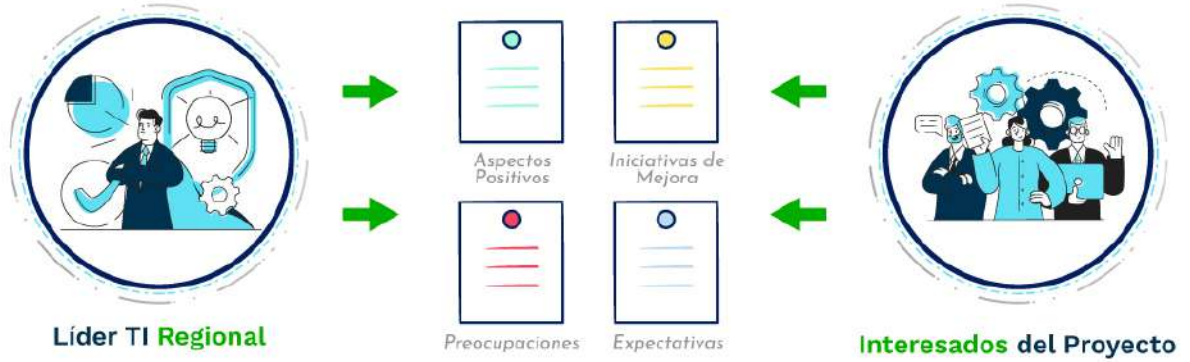 Aspectos
Positivos
Iniciativas de
Mejora
Líder TI Regional
Preocupaciones
Expectativas
Interesados del Proyecto